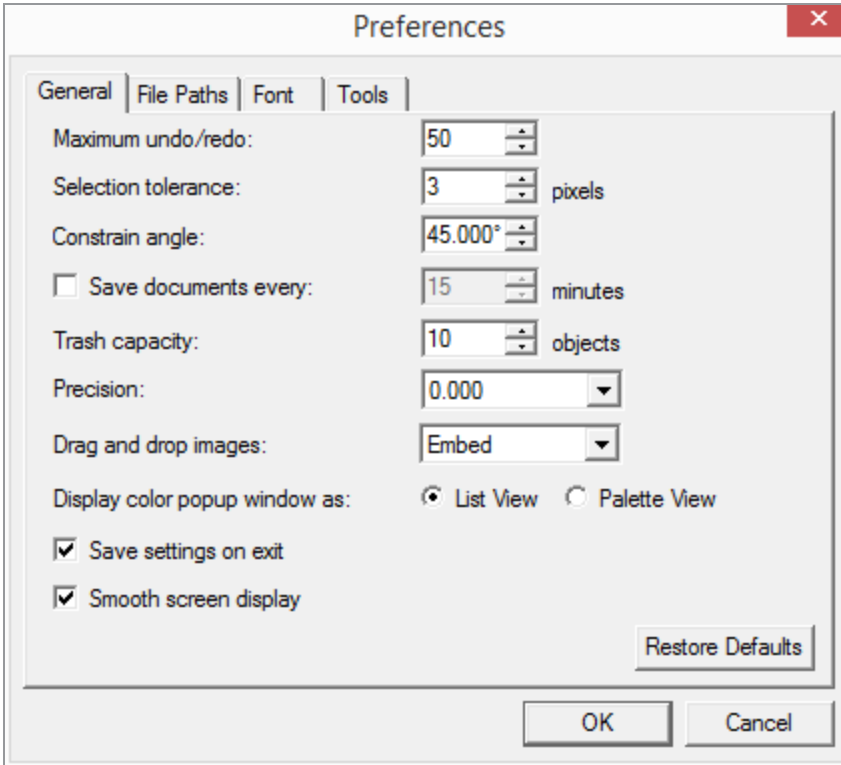 Preferences
General File Paths Font Tools
Maximum undo/redo: 50
Selection tolerance: 3 pixels
Constrain angle: 45.000°
Save documents every: 15 minutes
Trash capacity: 10 objects
Precision: 0.000
Drag and drop images: Embed
Display color popup window as: List View Palette View
Save settings on exit
Smooth screen display
Restore Defaults
OK Cancel